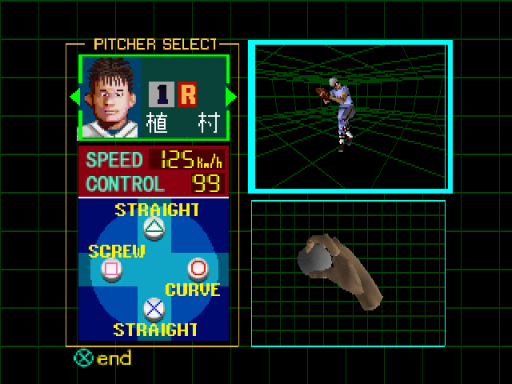 PITCHER SELECT
1 R
植 村
SPEED 125km/h
CONTROL 99
STRAIGHT
SCREW
CURVE
STRAIGHT
end